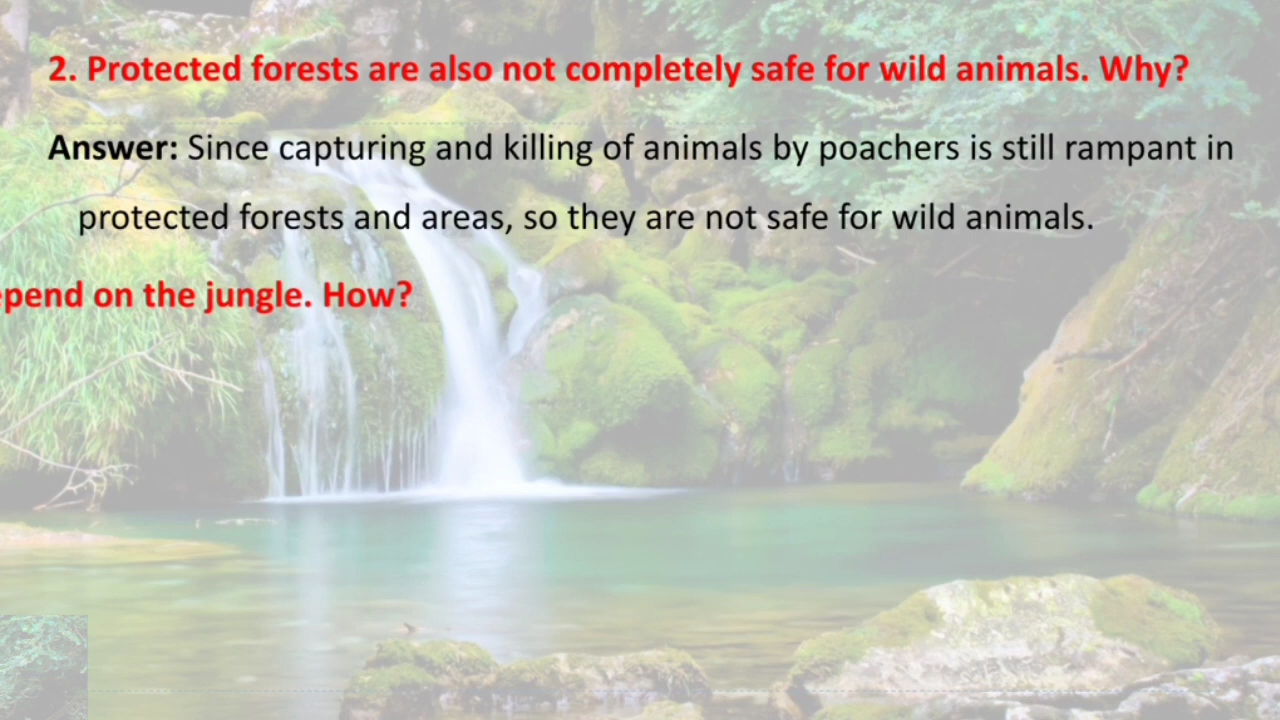 2. Protected forests are also not completely safe for wild animals. Why?
Answer: Since capturing and killing of animals by poachers is still rampant in
protected forests and areas, so they are not safe for wild animals.
on the jungle. How?